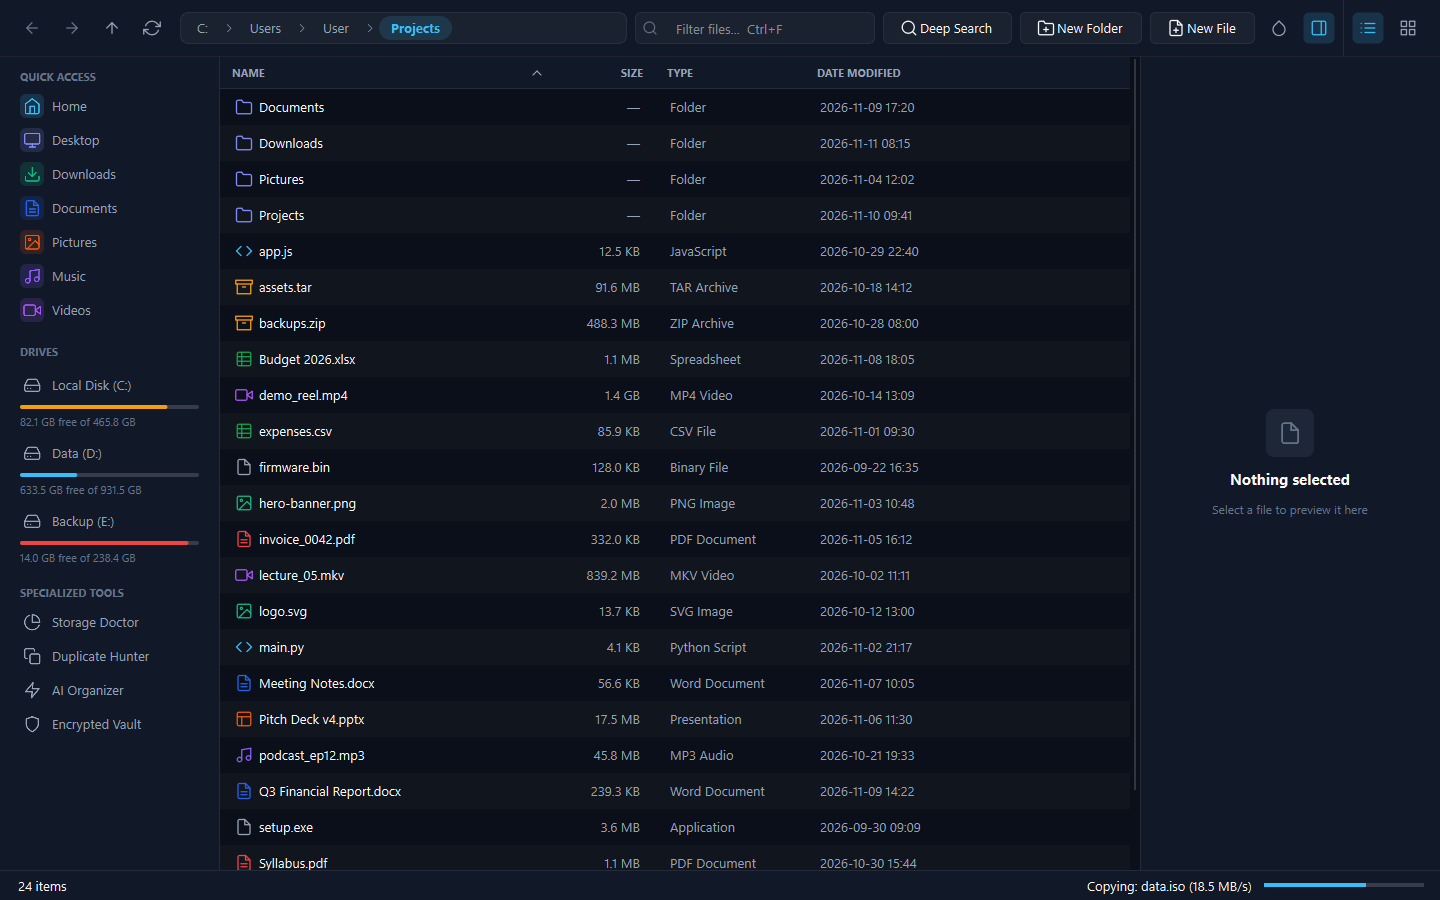 C: Users User Projects
Filter files... Ctrl+F
Deep Search
New Folder
New File
QUICK ACCESS
Home
Desktop
Downloads
Documents
Pictures
Music
Videos
DRIVES
Local Disk (C:)
82.1 GB free of 465.8 GB
Data (D:)
633.5 GB free of 931.5 GB
Backup (E:)
14.0 GB free of 238.4 GB
SPECIALIZED TOOLS
Storage Doctor
Duplicate Hunter
AI Organizer
Encrypted Vault
NAME SIZE TYPE DATE MODIFIED
Documents — Folder 2026-11-09 17:20
Downloads — Folder 2026-11-11 08:15
Pictures — Folder 2026-11-04 12:02
Projects — Folder 2026-11-10 09:41
app.js 12.5 KB JavaScript 2026-10-29 22:40
assets.tar 91.6 MB TAR Archive 2026-10-18 14:12
backups.zip 488.3 MB ZIP Archive 2026-10-28 08:00
Budget 2026.xlsx 1.1 MB Spreadsheet 2026-11-08 18:05
demo_reel.mp4 1.4 GB MP4 Video 2026-10-14 13:09
expenses.csv 85.9 KB CSV File 2026-11-01 09:30
firmware.bin 128.0 KB Binary File 2026-09-22 16:35
hero-banner.png 2.0 MB PNG Image 2026-11-03 10:48
invoice_0042.pdf 332.0 KB PDF Document 2026-11-05 16:12
lecture_05.mkv 839.2 MB MKV Video 2026-10-02 11:11
logo.svg 13.7 KB SVG Image 2026-10-12 13:00
main.py 4.1 KB Python Script 2026-11-02 21:17
Meeting Notes.docx 56.6 KB Word Document 2026-11-07 10:05
Pitch Deck v4.pptx 17.5 MB Presentation 2026-11-06 11:30
podcast_ep12.mp3 45.8 MB MP3 Audio 2026-10-21 19:33
Q3 Financial Report.docx 239.3 KB Word Document 2026-11-09 14:22
setup.exe 3.6 MB Application 2026-09-30 09:09
Syllabus.pdf 1.1 MB PDF Document 2026-10-30 15:44
Nothing selected
Select a file to preview it here
24 items
Copying: data.iso (18.5 MB/s)